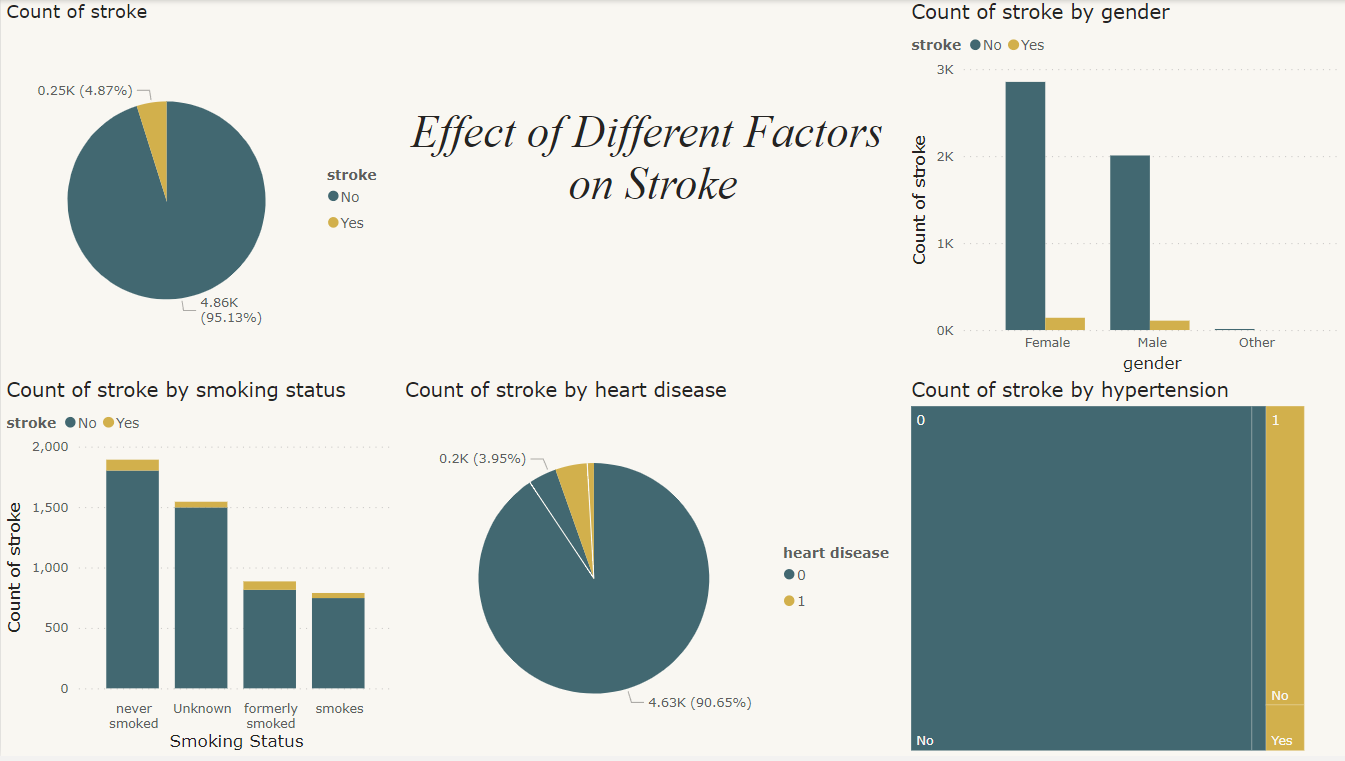 Count of stroke
0.25K (4.87%)
stroke
No
Yes
4.86K
(95.13%)
Effect of Different Factors
on Stroke
Count of stroke by gender
stroke No Yes
Count of stroke
3K
2K
1K
0K
Female Male Other
gender
Count of stroke by smoking status
stroke No Yes
Count of stroke
2,000
1,500
1,000
500
0
never Unknown formerly smokes
smoked smoked
Smoking Status
Count of stroke by heart disease
0.2K (3.95%)
heart disease
0
1
4.63K (90.65%)
Count of stroke by hypertension
0 1
No
No Yes